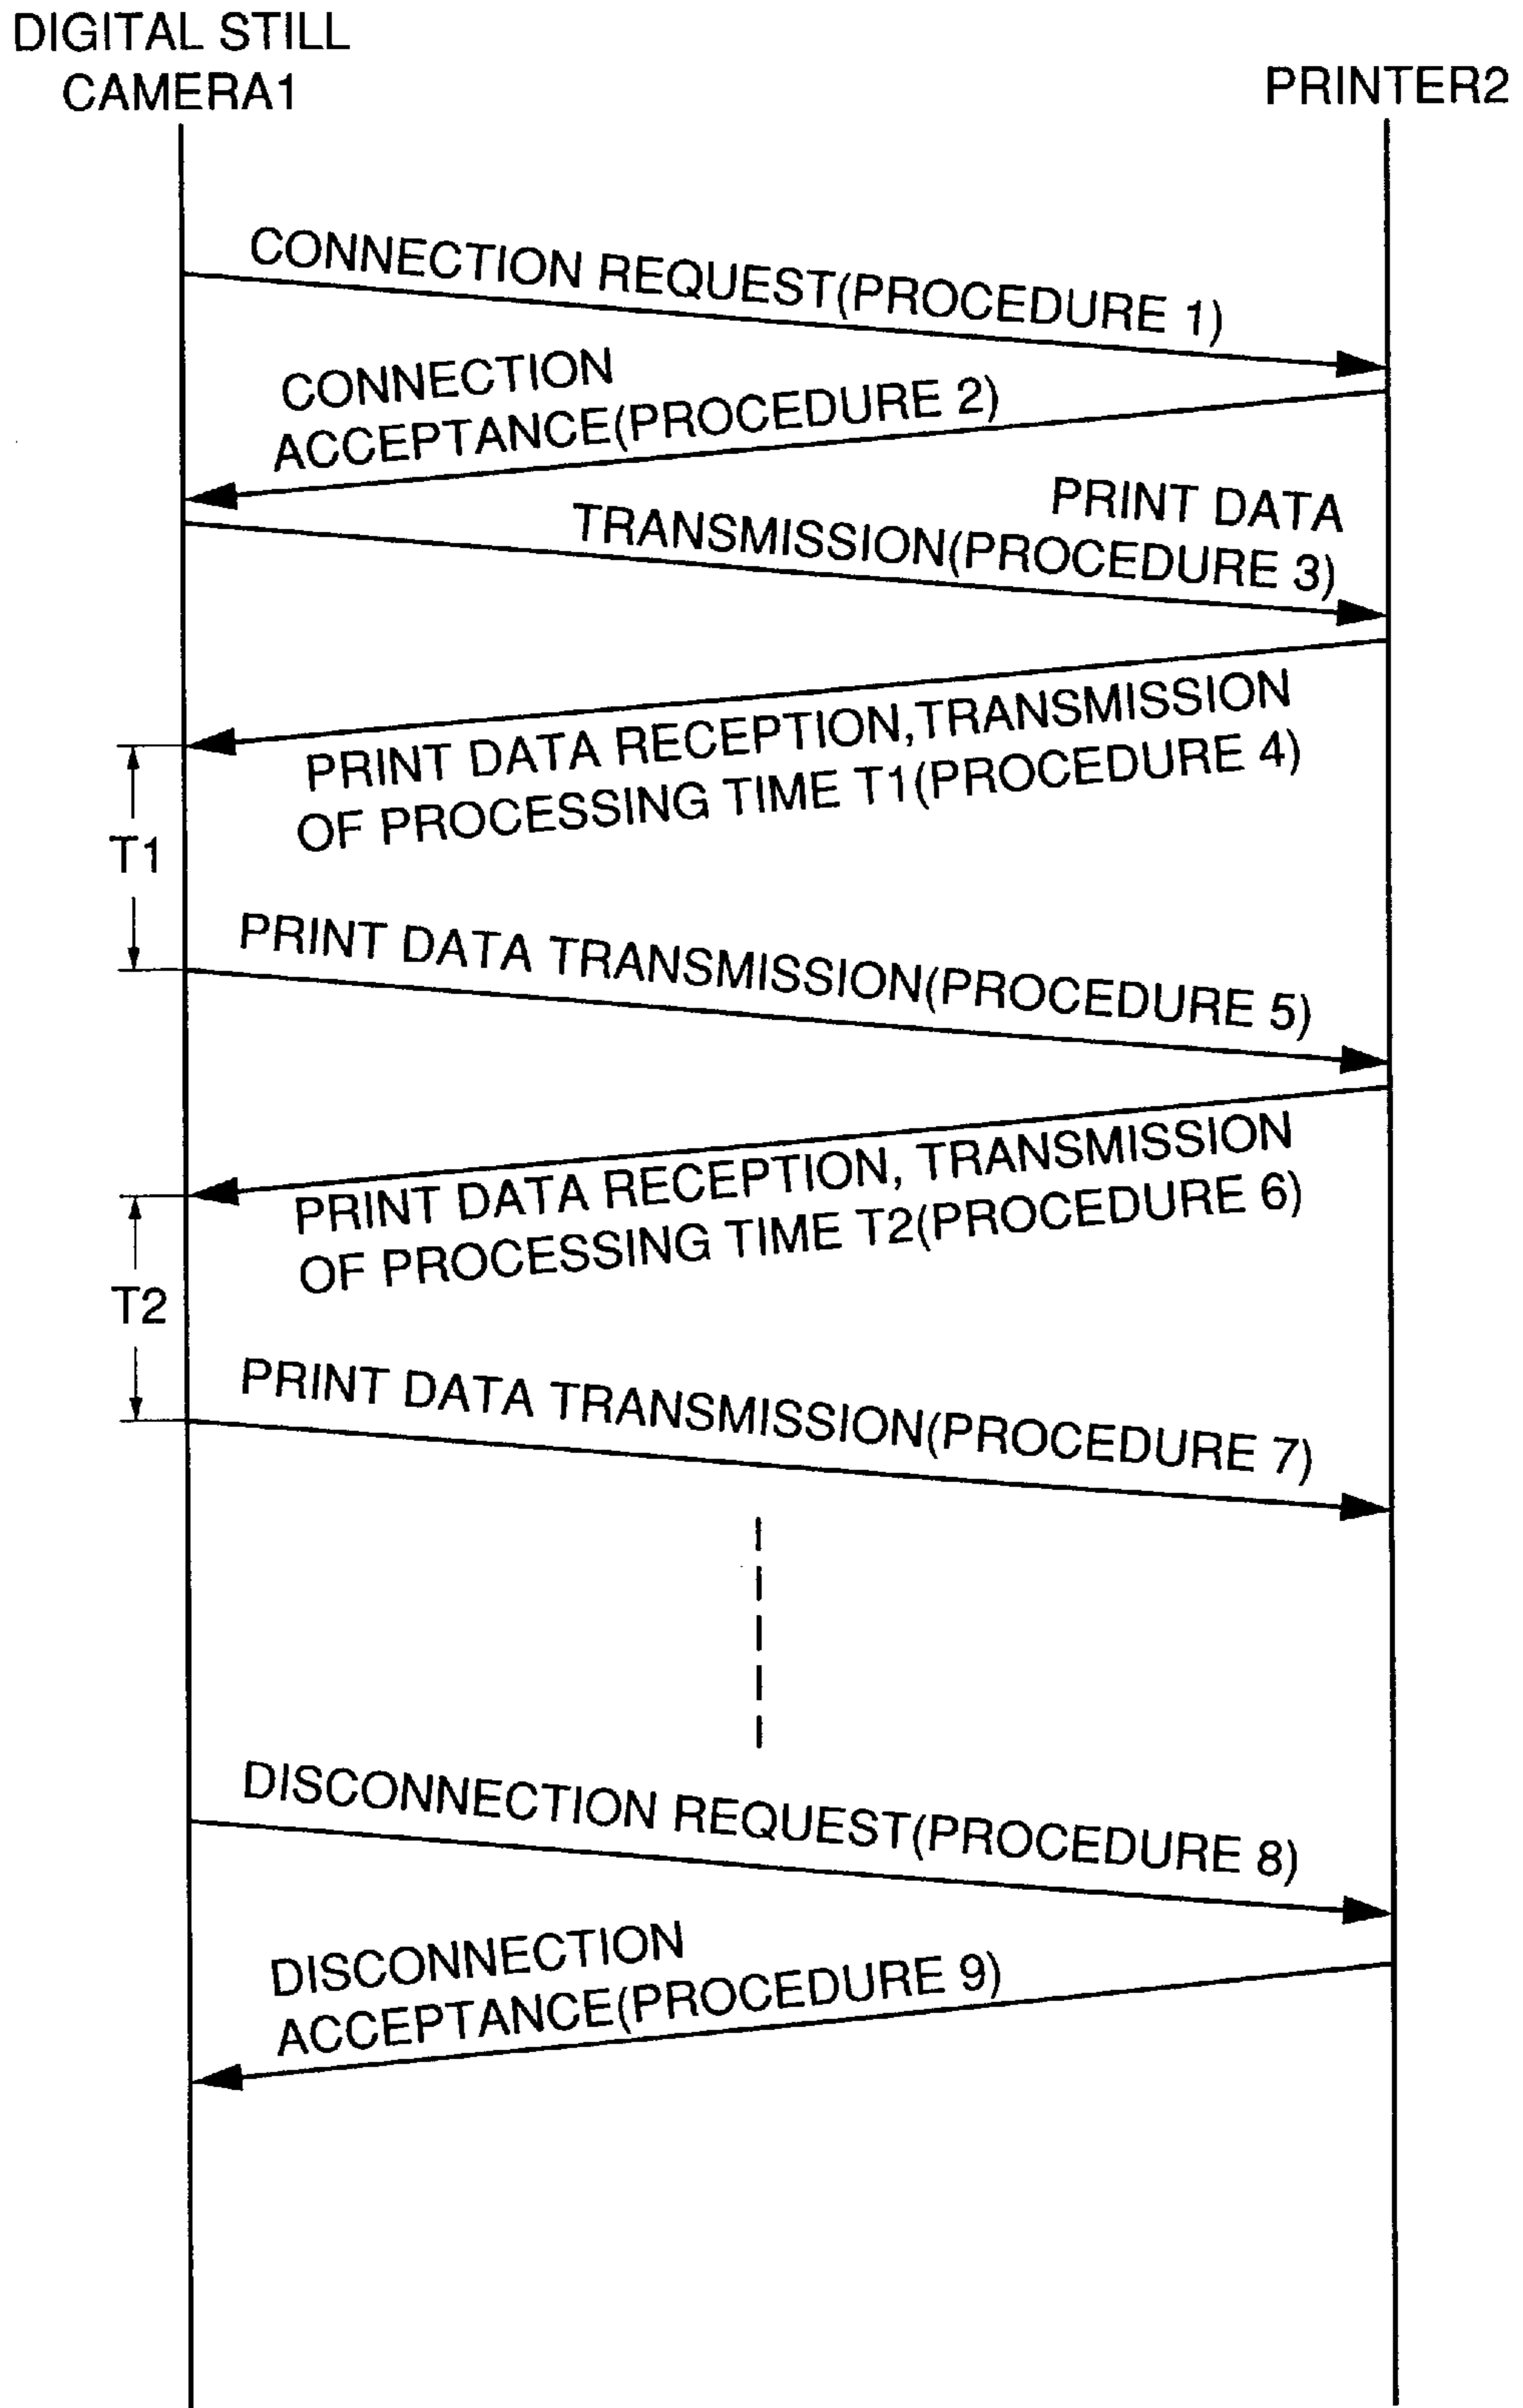 DIGITAL STILL
CAMERA1
PRINTER2
CONNECTION REQUEST(PROCEDURE 1)
CONNECTION
ACCEPTANCE(PROCEDURE 2)
PRINT DATA
TRANSMISSION(PROCEDURE 3)
PRINT DATA RECEPTION,TRANSMISSION
OF PROCESSING TIME T1(PROCEDURE 4)
T1
PRINT DATA TRANSMISSION(PROCEDURE 5)
PRINT DATA RECEPTION, TRANSMISSION
OF PROCESSING TIME T2(PROCEDURE 6)
T2
PRINT DATA TRANSMISSION(PROCEDURE 7)
DISCONNECTION REQUEST(PROCEDURE 8)
DISCONNECTION
ACCEPTANCE(PROCEDURE 9)